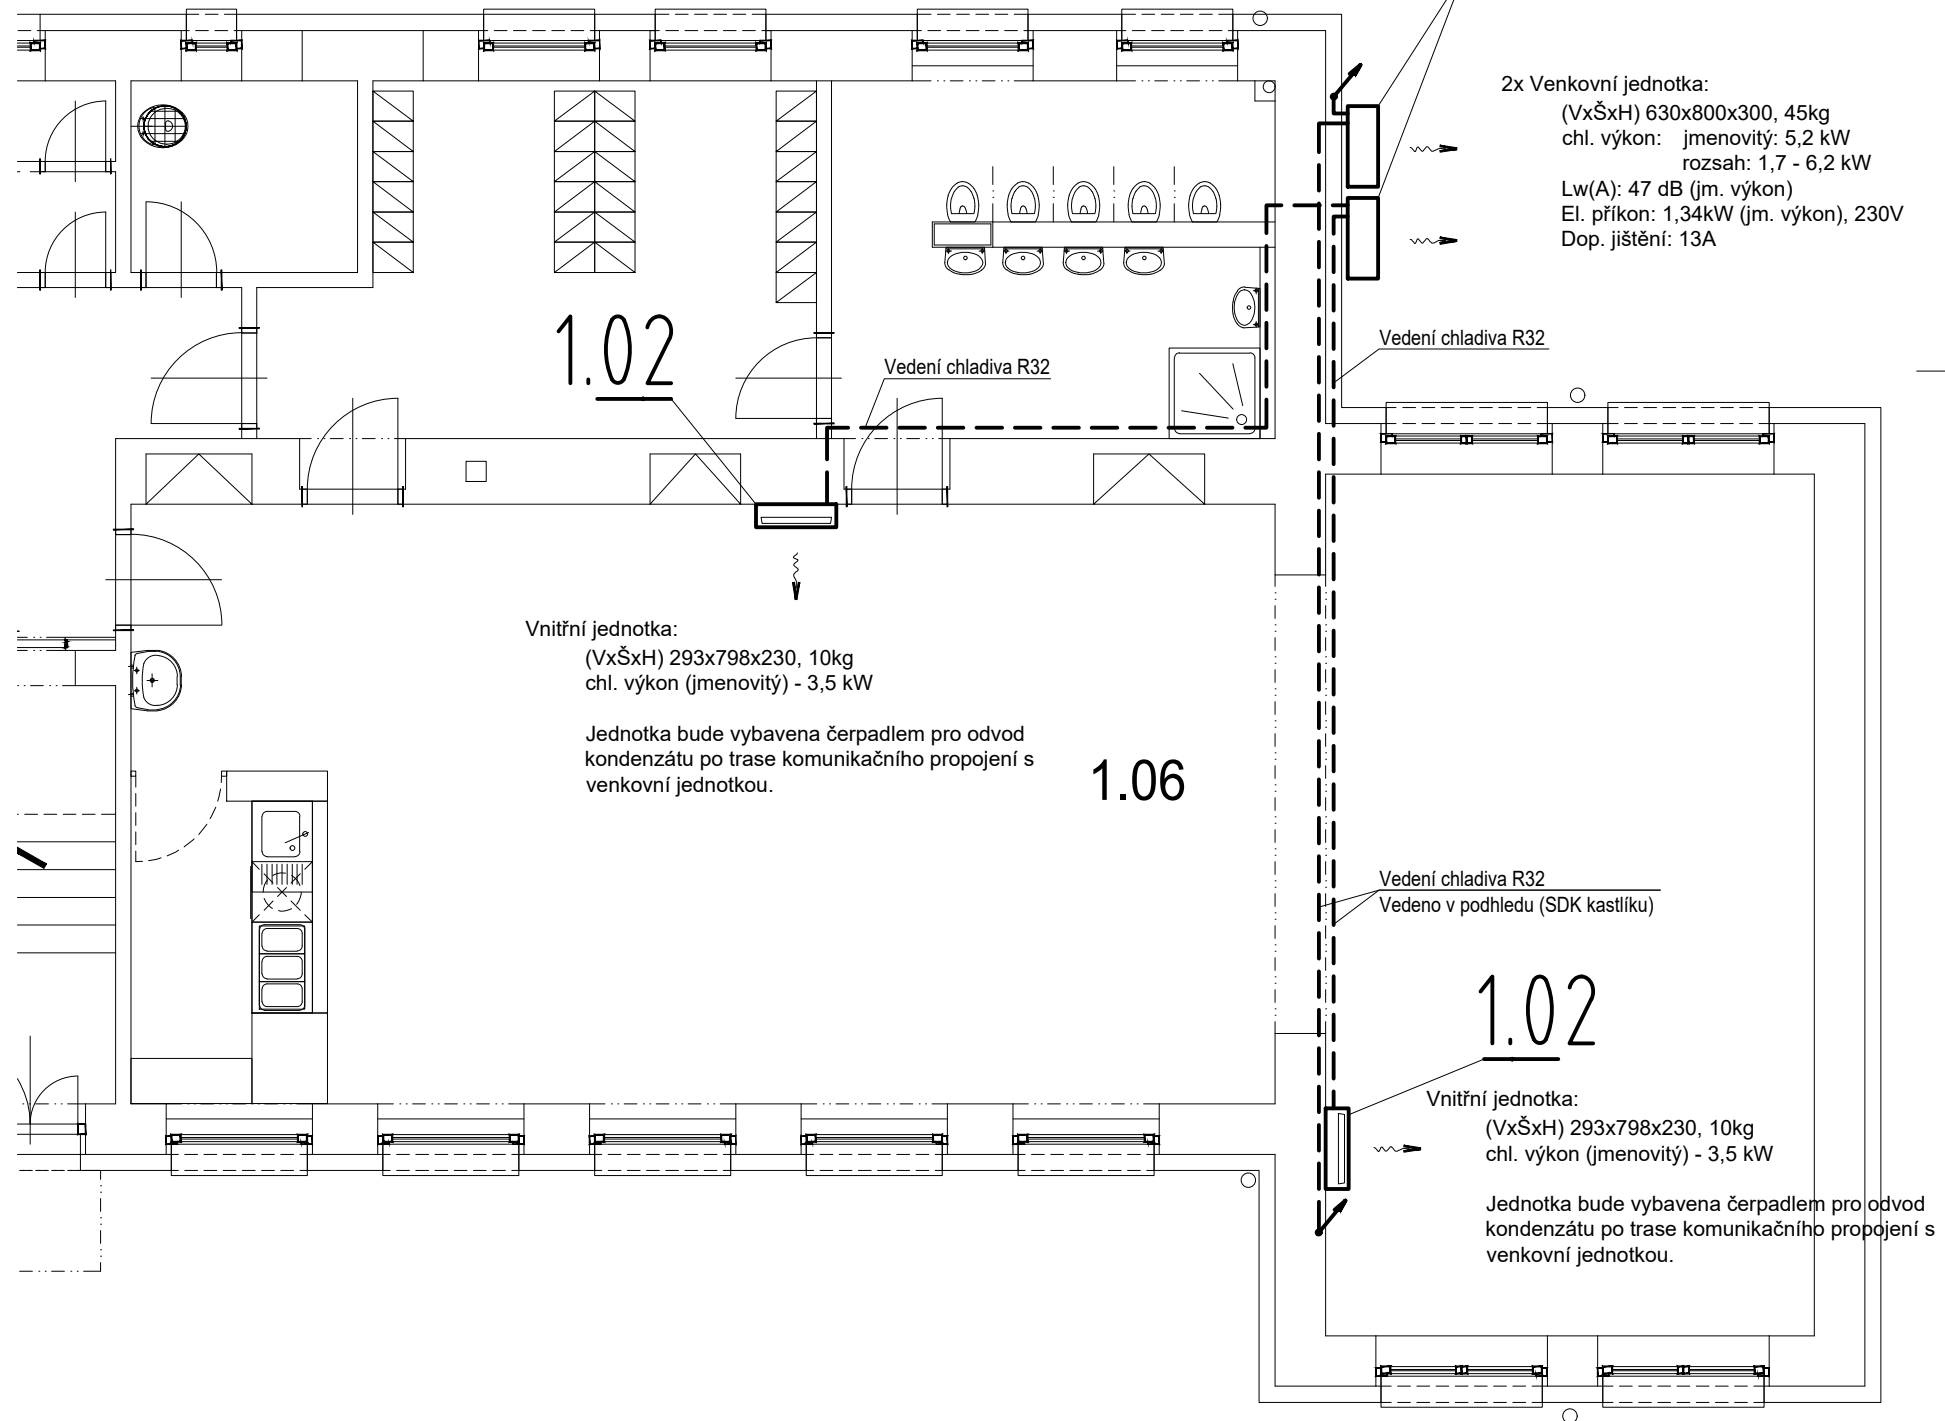 2x Venkovní jednotka:
(VxŠxH) 630x800x300, 45kg
chl. výkon: jmenovitý: 5,2 kW
rozsah: 1,7 - 6,2 kW
Lw(A): 47 dB (jm. výkon)
El. příkon: 1,34kW (jm. výkon), 230V
Dop. jištění: 13A
1.02
Vedení chladiva R32
Vedení chladiva R32
Vnitřní jednotka:
(VxŠxH) 293x798x230, 10kg
chl. výkon (jmenovitý) - 3,5 kW
Jednotka bude vybavena čerpadlem pro odvod
kondenzátu po trase komunikačního propojení s
venkovní jednotkou.
1.06
Vedení chladiva R32
Vedeno v podhledu (SDK kastlíku)
1.02
Vnitřní jednotka:
(VxŠxH) 293x798x230, 10kg
chl. výkon (jmenovitý) - 3,5 kW
Jednotka bude vybavena čerpadlem pro odvod
kondenzátu po trase komunikačního propojení s
venkovní jednotkou.